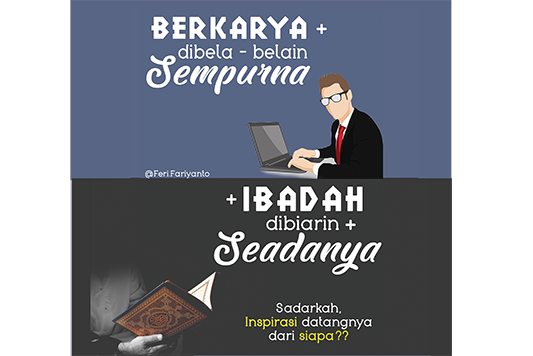 BERKARYA +
dibela - belain
Sempurna
@Feri.Fariyanto
+ IBADAH
dibiarin +
Seadanya
Sadarkah,
Inspirasi datangnya
dari siapa??